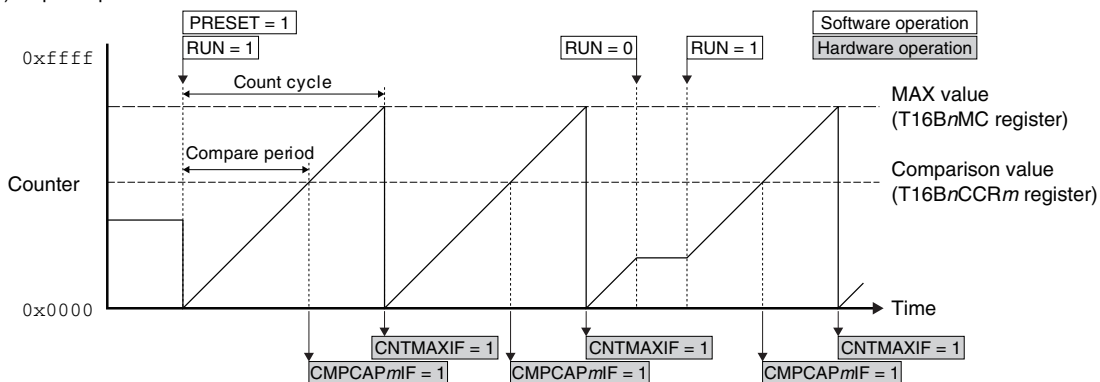 PRESET = 1
Software operation
RUN = 1
RUN = 0
RUN = 1
Hardware operation
0xffff
Count cycle
MAX value
(T16BnMC register)
Compare period
Comparison value
(T16BnCCRm register)
Counter
0x0000
Time
CNTMAXIF = 1
CNTMAXIF = 1
CNTMAXIF = 1
CMPCAPmIF = 1
CMPCAPmIF = 1
CMPCAPmIF = 1